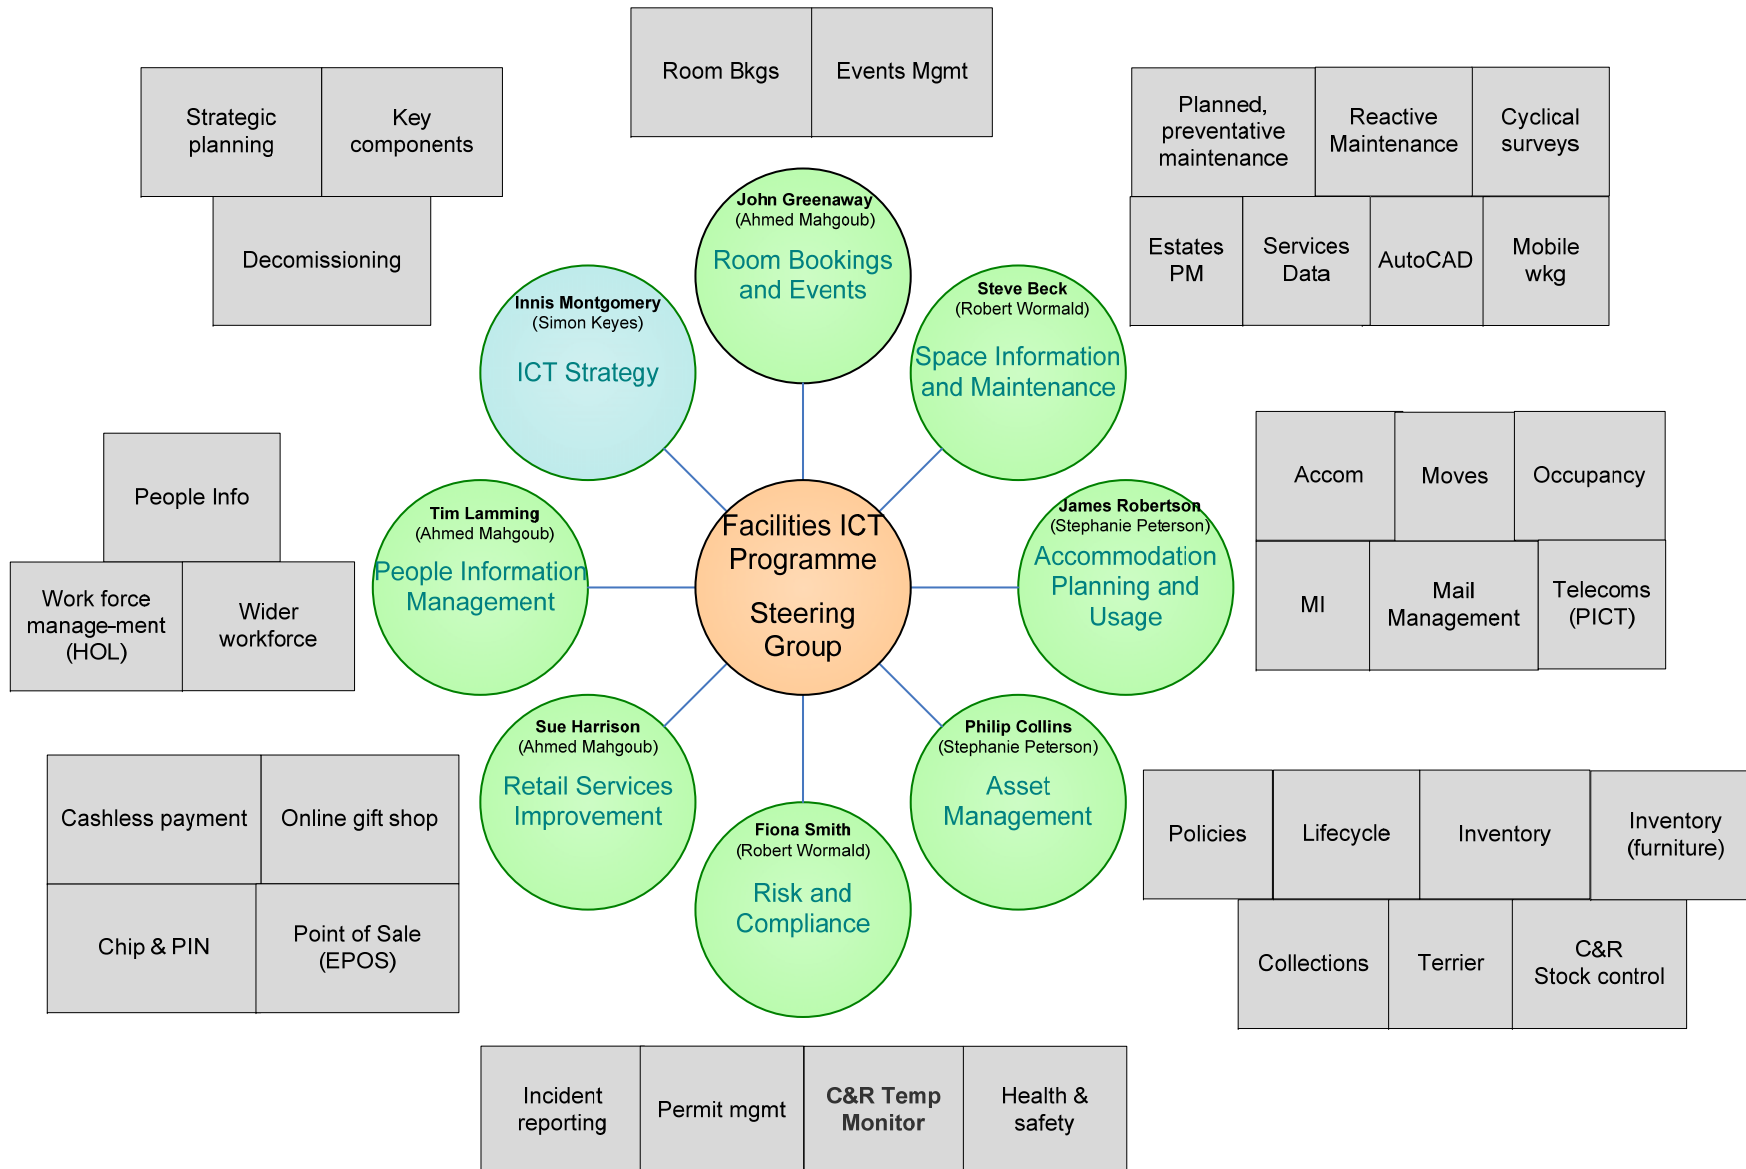 Room Bkgs
Events Mgmt
Strategic
planning
Key
components
Decomissioning
Planned,
preventative
maintenance
Reactive
Maintenance
Cyclical
surveys
Estates
PM
Services
Data
AutoCAD
Mobile
wkg
John Greenaway
(Ahmed Mahgoub)
Room Bookings
and Events
Innis Montgomery
(Simon Keyes)
ICT Strategy
Steve Beck
(Robert Wormald)
Space Information
and Maintenance
People Info
Work force
manage-ment
(HOL)
Wider
workforce
Tim Lamming
(Ahmed Mahgoub)
People Information
Management
Facilities ICT
Programme
Steering
Group
James Robertson
(Stephanie Peterson)
Accommodation
Planning and
Usage
Accom
Moves
Occupancy
MI
Mail
Management
Telecoms
(PICT)
Sue Harrison
(Ahmed Mahgoub)
Retail Services
Improvement
Philip Collins
(Stephanie Peterson)
Asset
Management
Fiona Smith
(Robert Wormald)
Risk and
Compliance
Cashless payment
Online gift shop
Chip & PIN
Point of Sale
(EPOS)
Policies
Lifecycle
Inventory
Inventory
(furniture)
Collections
Terrier
C&R
Stock control
Incident
reporting
Permit mgmt
C&R Temp
Monitor
Health &
safety